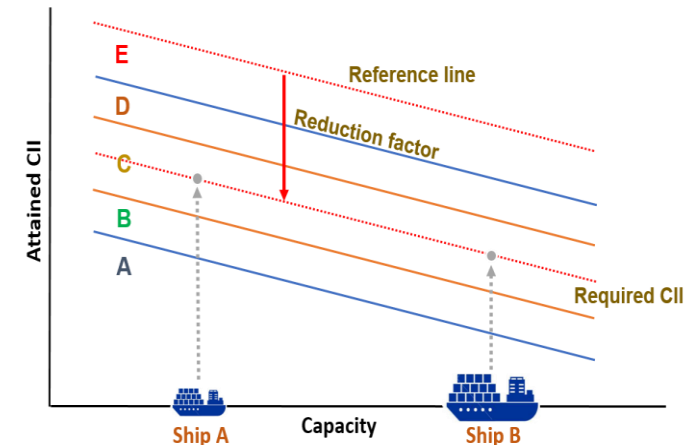 E
Reference line
D
Reduction factor
C
B
A
Required CII
Attained CII
Capacity
Ship A
Ship B